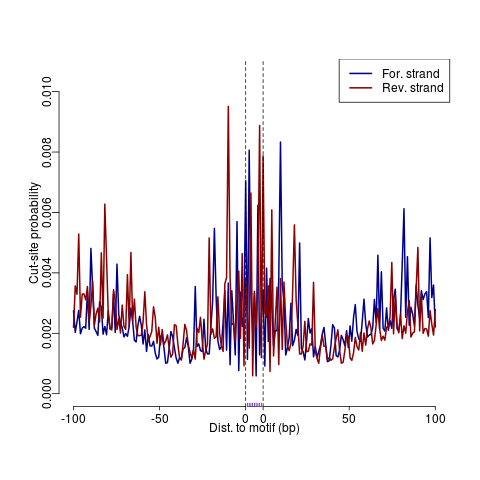 For. strand
Rev. strand
Cut-site probability
0.000 0.002 0.004 0.006 0.008 0.010
-100 -50 0 0 50 100
Dist. to motif (bp)